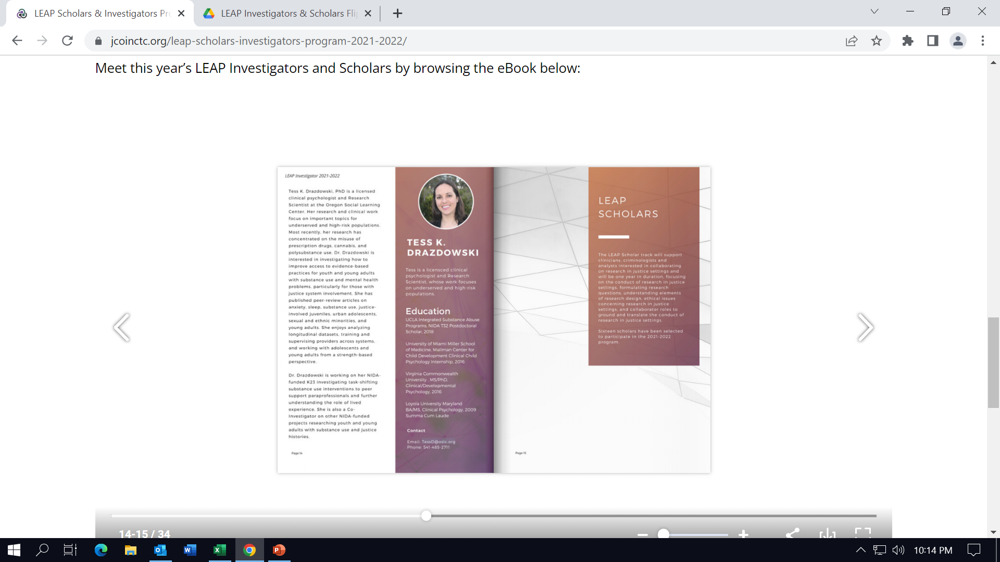 LEAP Scholars & Investigators Pr
LEAP Investigators & Scholars Fli
jcoinctc.org/leap-scholars-investigators-program-2021-2022/
Meet this year’s LEAP Investigators and Scholars by browsing the eBook below:
LEAP Investigator 2021-2022
Tess K. Drazdowski, PhD is a licensed
clinical psychologist and Research
Scientist at the Oregon Social Learning
Center. Her research and clinical work
focus on important topics for
underserved and high-risk populations.
Most recently, her research has
concentrated on the misuse of
prescription drugs, cannabis, and
polysubstance use. Dr. Drazdowski is
interested in investigating how to
improve access to evidence-based
practices for youth and young adults
with substance use and mental health
problems, particularly for those with
justice system involvement. She has
published peer-review articles on
anxiety, sleep, substance use, justice-
involved juveniles, urban adolescents,
sexual and ethnic minorities, and
young adults. She enjoys analyzing
longitudinal datasets, training and
supervising providers across systems,
and working with adolescents and
young adults from a strength-based
perspective.
Dr. Drazdowski is working on her NIDA-
funded K23 investigating task-shifting
substance use interventions to peer
support paraprofessionals and further
understanding the role of lived
experience. She is also a Co-
Investigator on other NIDA-funded
projects researching youth and young
adults with substance use and justice
histories.
Page 14
TESS K.
DRAZDOWSKI
Tess is a licensced clinical
psychologist and Research
Scientist, whose work focuses
on underserved and high-risk
populations.
Education
UCLA Integrated Substance Abuse
Programs, NIDA T32 Postdoctoral
Scholar, 2018
University of Miami Miller School
of Medicine, Mailman Center for
Child Development Clinical Child
Psychology Internship, 2016
Virginia Commonwealth
University , MS/PhD,
Clinical/Developmental
Psychology, 2016
Loyola University Maryland
BA/MS, Clinical Psychology, 2009
Summa Cum Laude
Contact
Email: TessD@oslc.org
Phone: 541-485-2711
LEAP
SCHOLARS
The LEAP Scholar track will support
clinicians, criminologists and
analysts interested in collaborating
on research in justice settings and
will be one year in duration, focusing
on the conduct of research in justice
settings, formulating research
questions, understanding elements
of research design, ethical issues
concerning research in justice
settings, and collaborator roles to
ground and translate the conduct of
research in justice settings.
Sixteen scholars have been selected
to participate in the 2021-2022
program.
Page 15
14-15 / 34
10:14 PM